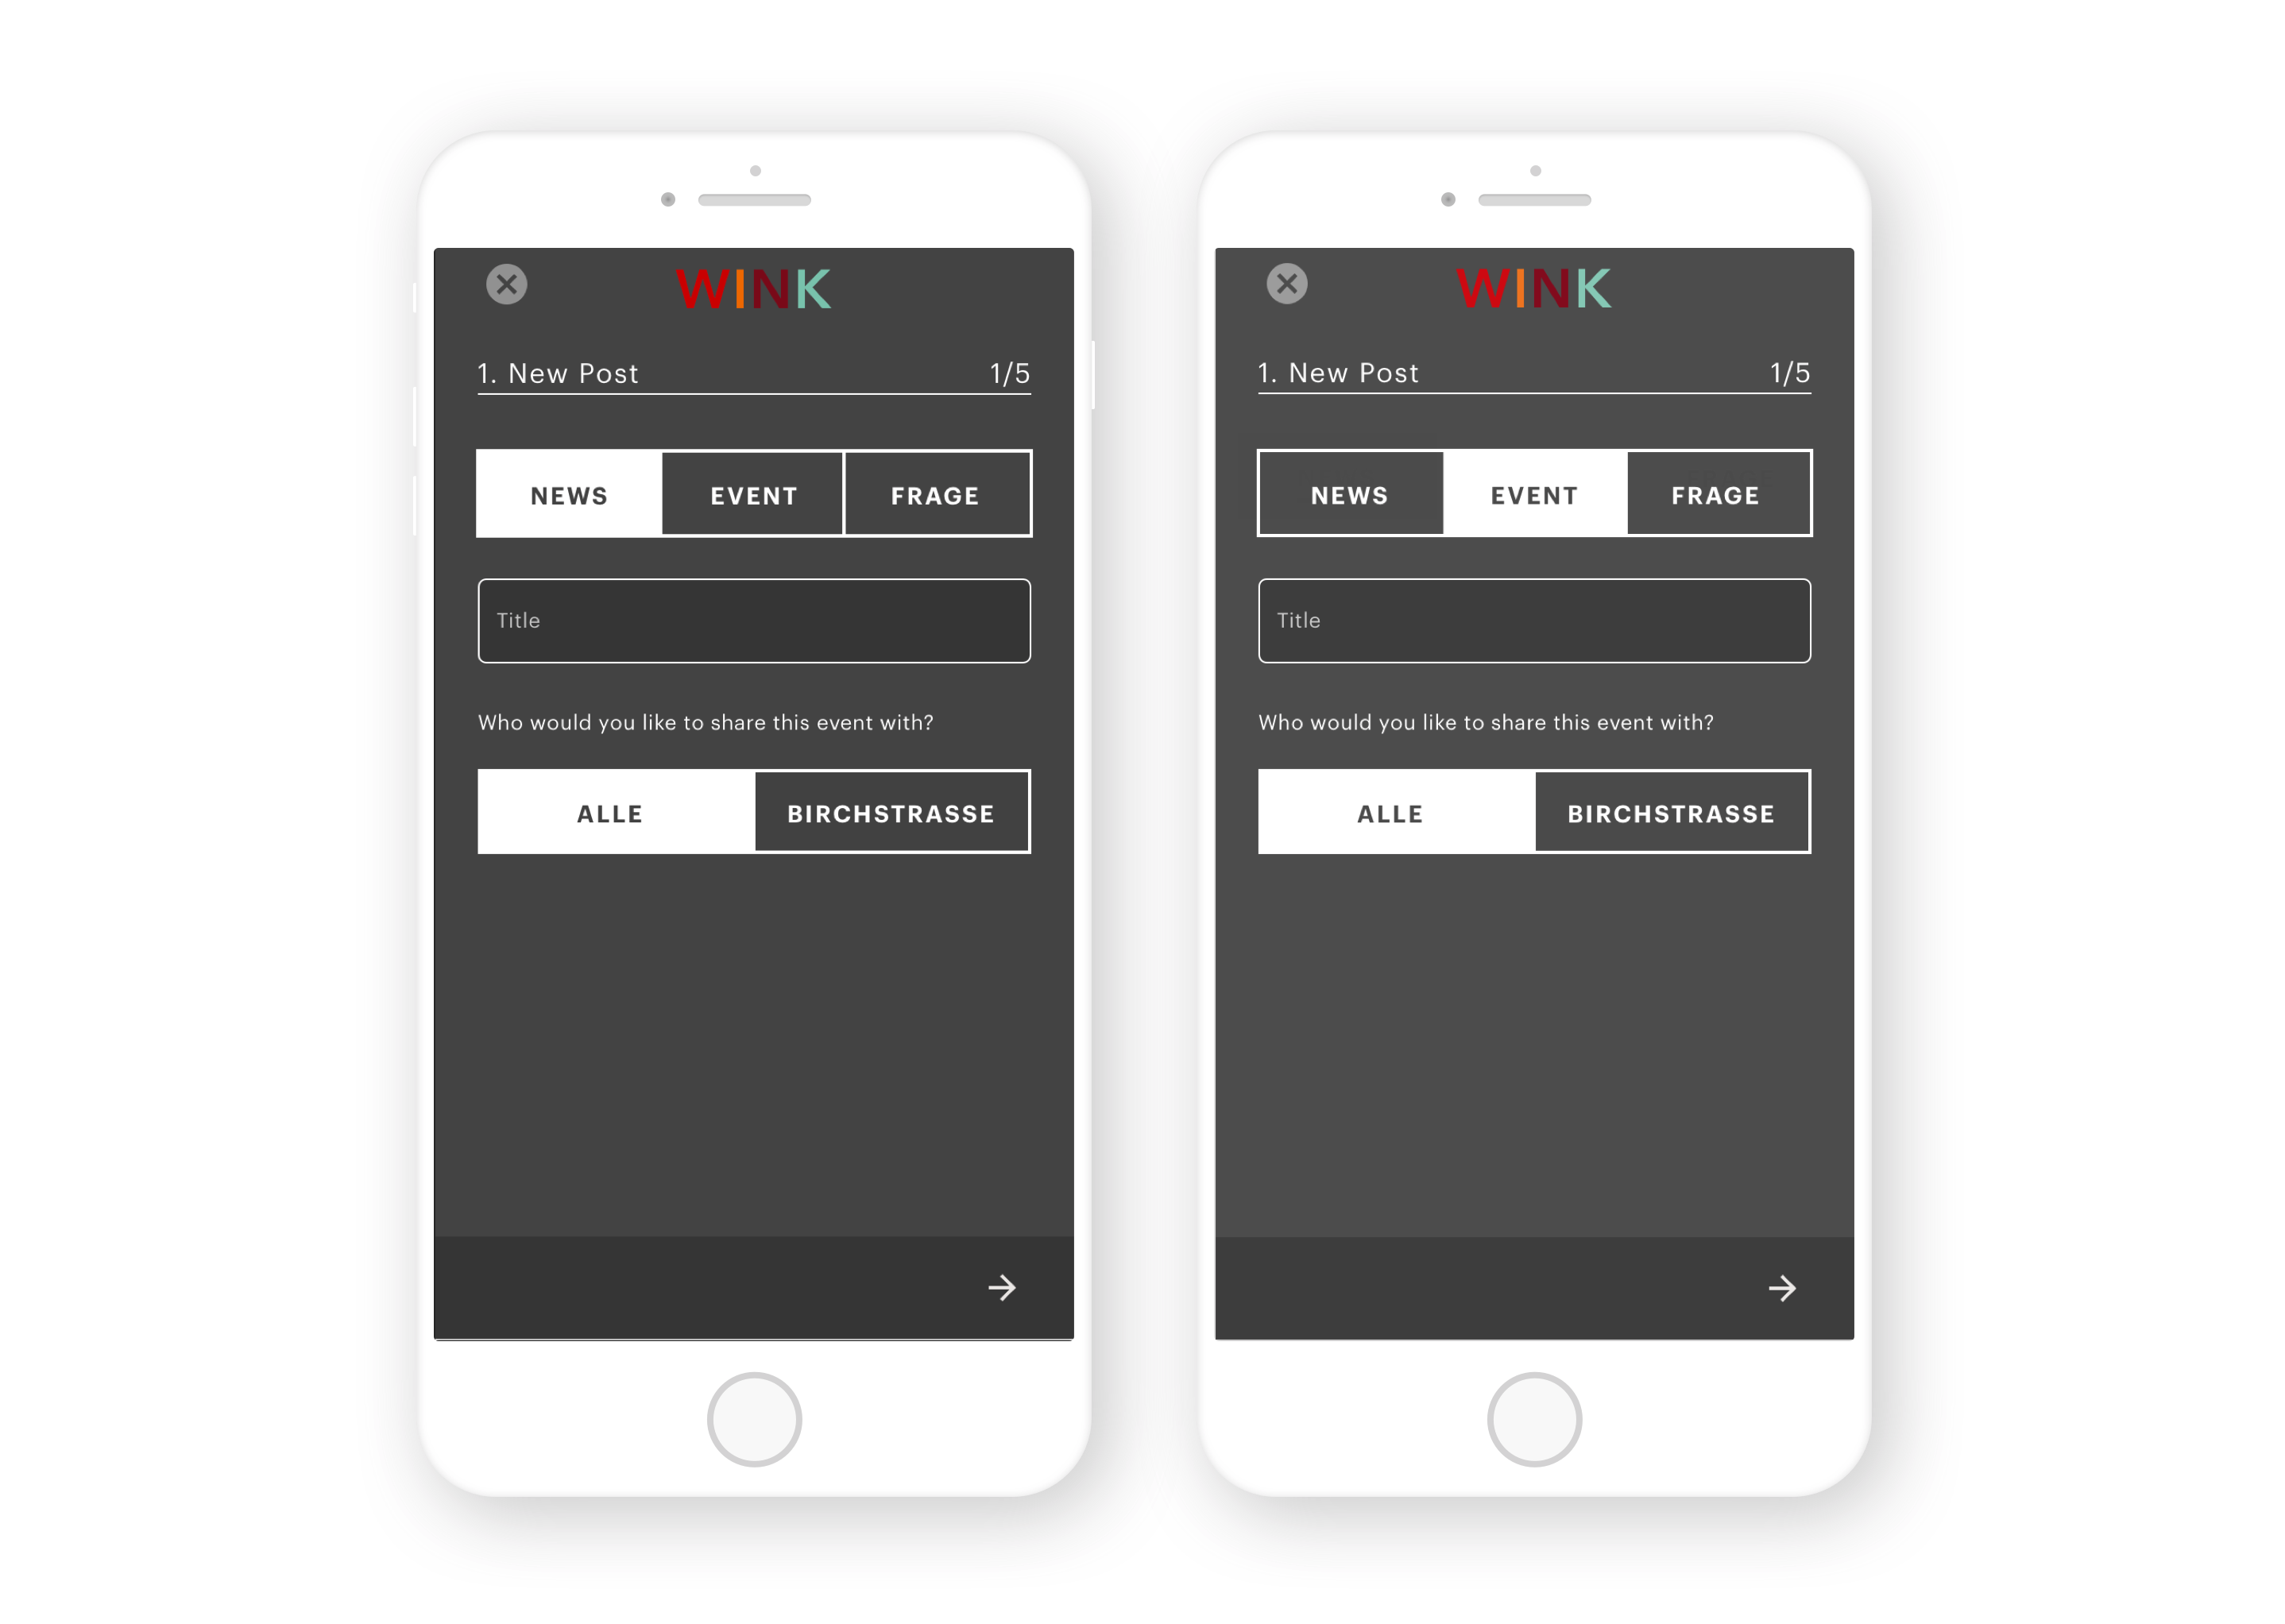 WINK
1. New Post 1/5
NEWS EVENT FRAGE
Title
Who would you like to share this event with?
ALLE BIRCHSTRASSE
WINK
1. New Post 1/5
NEWS EVENT FRAGE
Title
Who would you like to share this event with?
ALLE BIRCHSTRASSE